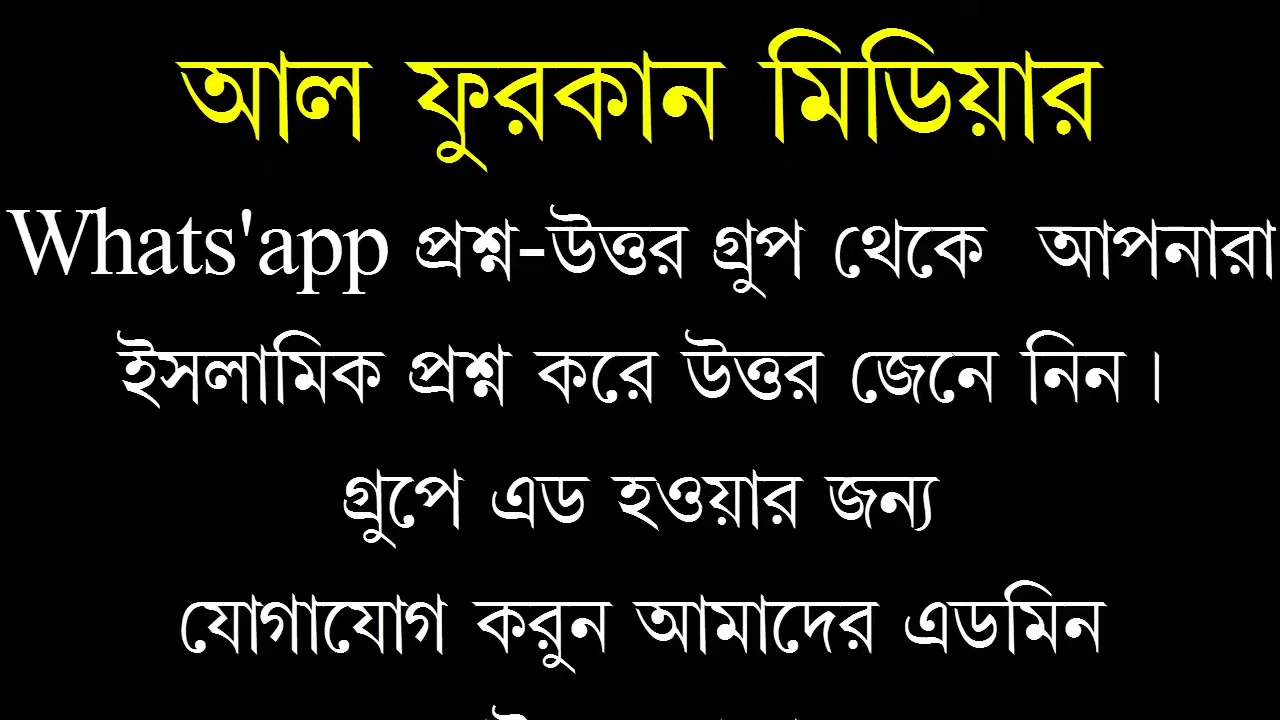 আল ফুরকান মিডিয়ার
Whats'app প্রশ্ন-উত্তর গ্রুপ থেকে আপনারা
ইসলামিক প্রশ্ন করে উত্তর জেনে নিন।
গ্রুপে এড হওয়ার জন্য
যোগাযোগ করুন আমাদের এডমিন